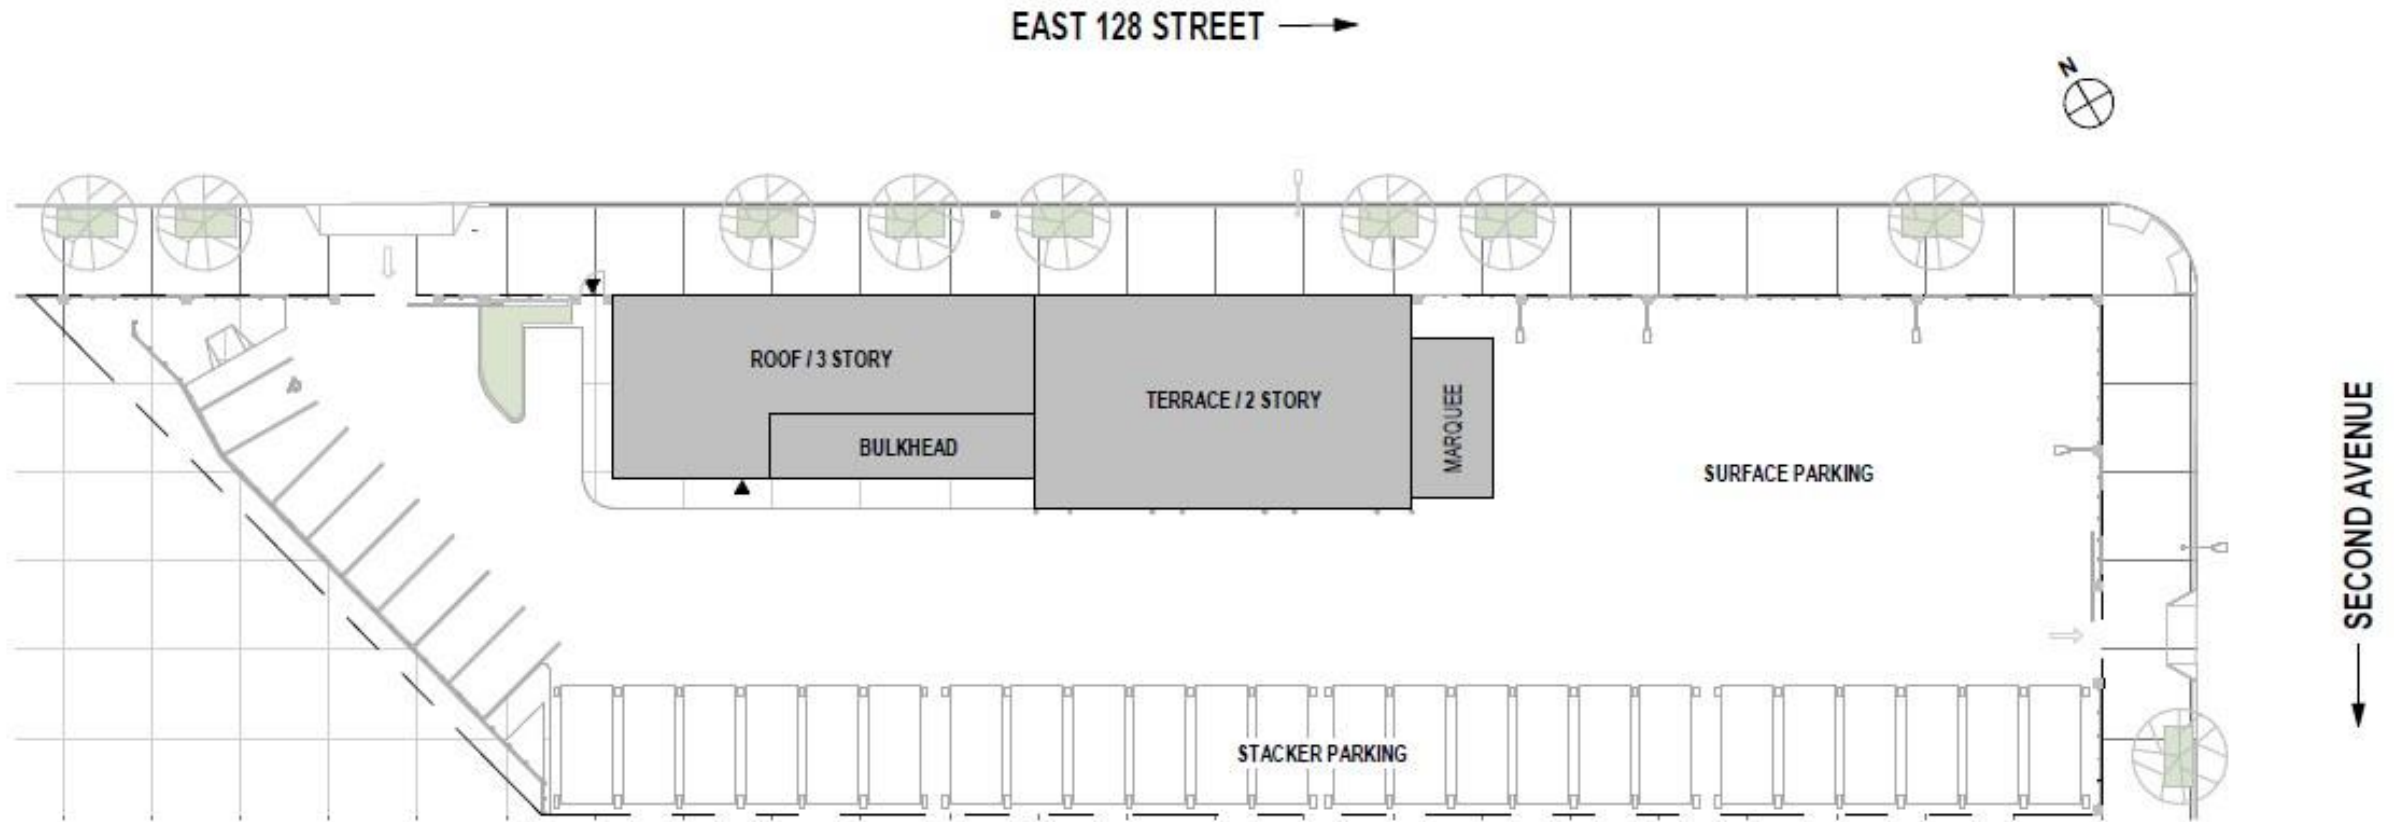 EAST 128 STREET
N
ROOF / 3 STORY
TERRACE / 2 STORY
MARQUEE
BULKHEAD
SURFACE PARKING
SECOND AVENUE
STACKER PARKING